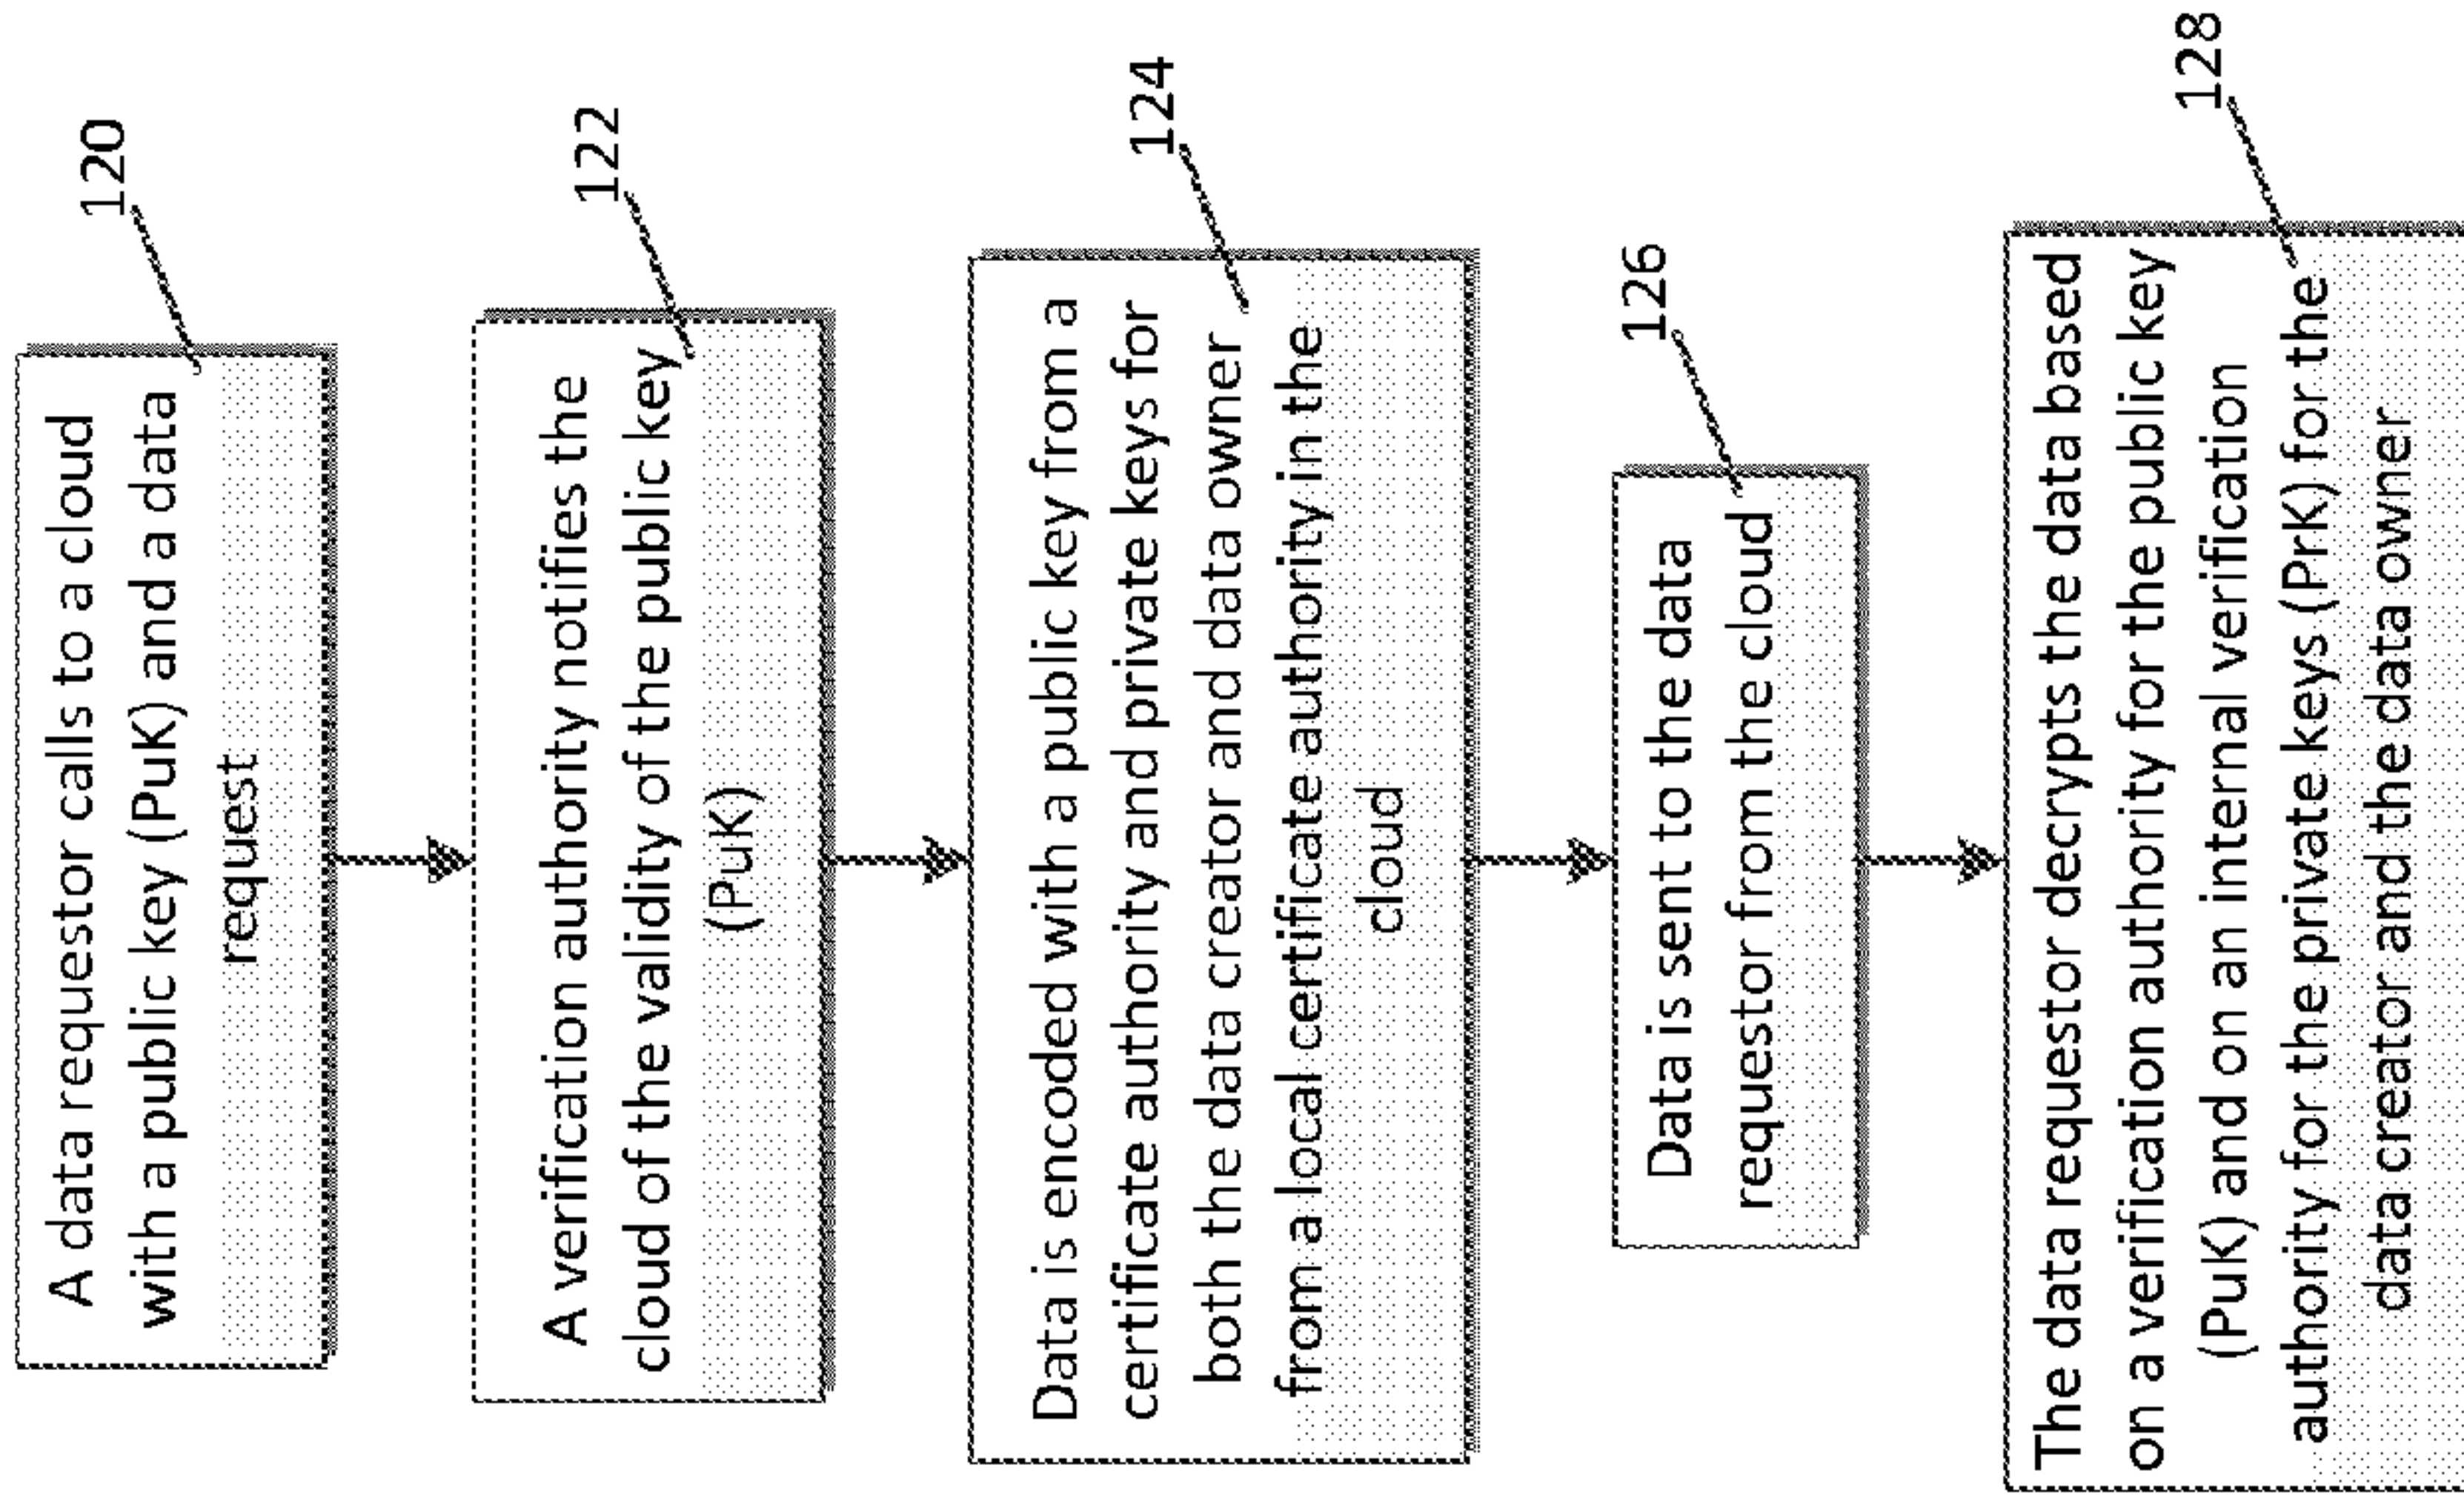 A data requestor calls to a cloud
with a public key (PuK) and a data
request
120
A verification authority notifies the
cloud of the validity of the public key
(PuK)
122
Data is encoded with a public key from a
certificate authority and private keys for
both the data creator and data owner
from a local certificate authority in the
cloud
124
Data is sent to the data
requestor from the cloud
126
The data requestor decrypts the data based
on a verification authority for the public key
(PuK) and on an internal verification
authority for the private keys (PrK) for the
data creator and the data owner
128